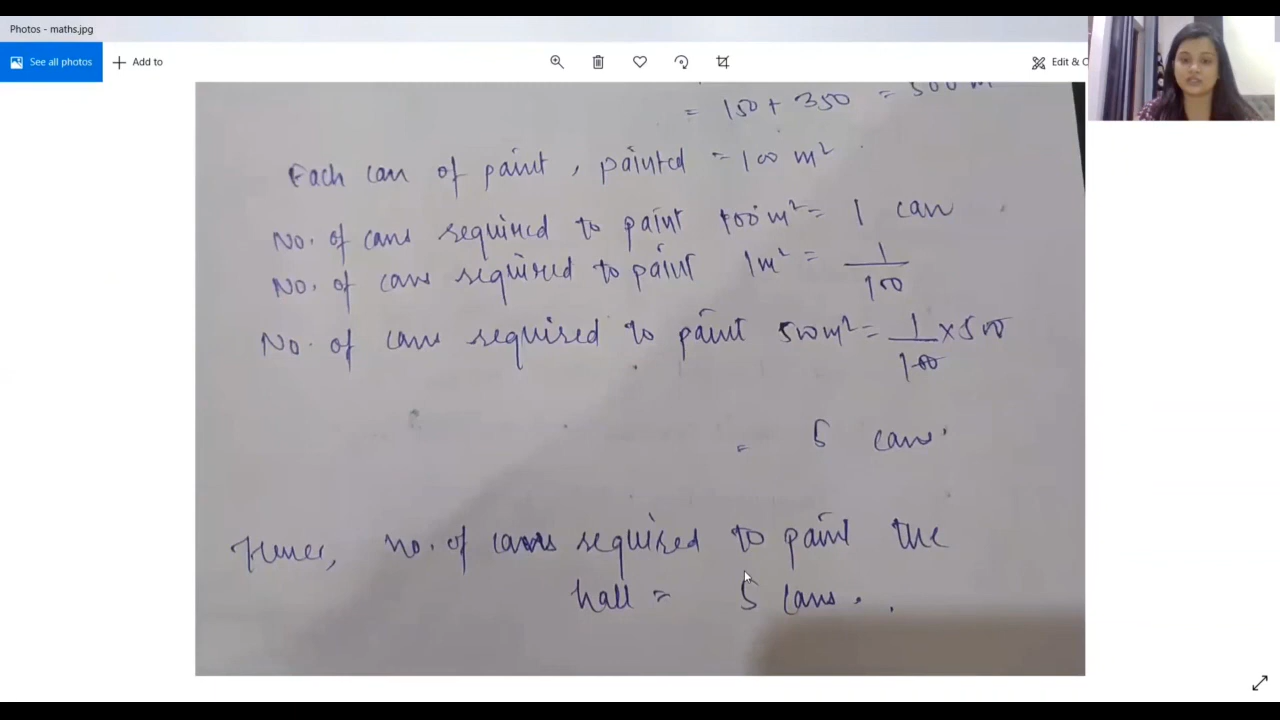 Photos - maths.jpg
See all photos
Add to
Edit & C
= 150 + 350 = 500 m
Each can of paint, painted = 100 m²
No. of cans required to paint 100 m² = 1 can
No. of cans required to paint 1m² = 1/100
No. of cans required to paint 500m² = 1/100 × 500
= 5 cans.
Hence, no. of cans required to paint the
hall = 5 cans.